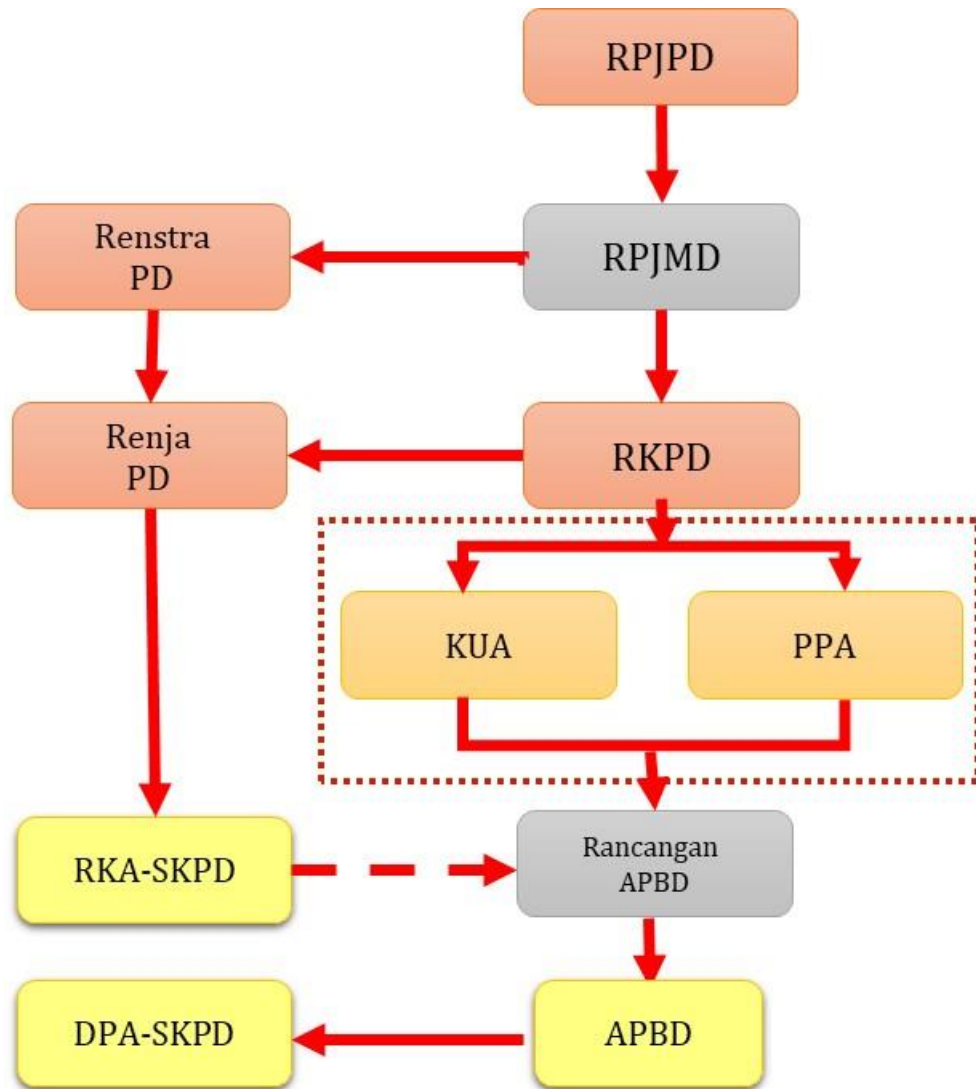 RPJPD
Renstra
PD
RPJMD
Renja
PD
RKPD
KUA
PPA
RKA-SKPD
Rancangan
APBD
DPA-SKPD
APBD